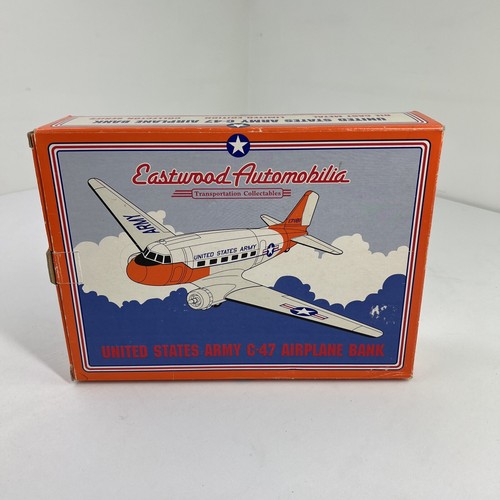 UNITED STATES ARMY C-47 AIRPLANE BANK
Eastwood Automobilia
Transportation Collectables
ARMY
UNITED STATES ARMY
UNITED STATES ARMY C-47 AIRPLANE BANK